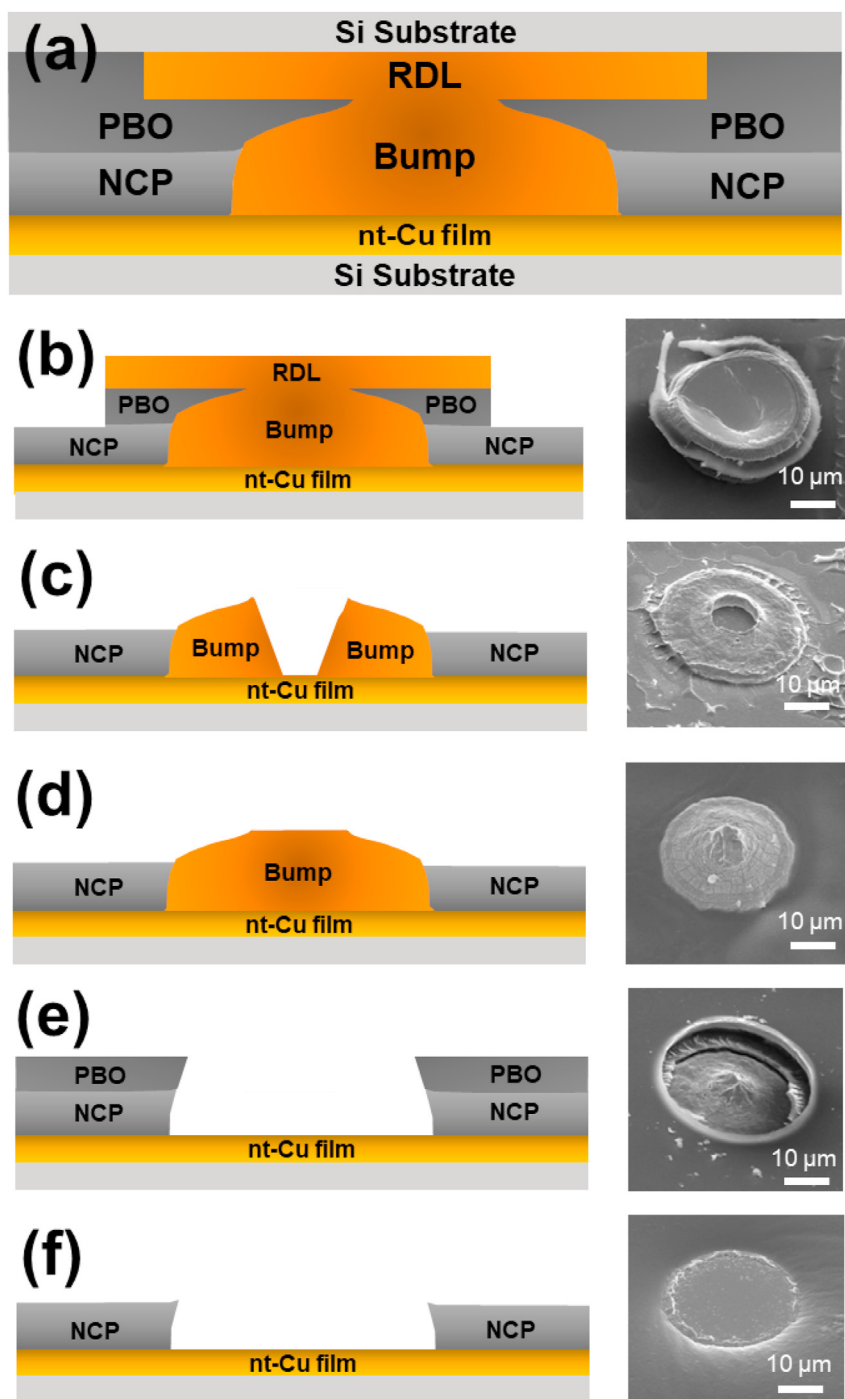 (a)
Si Substrate
RDL
PBO PBO
Bump
NCP NCP
nt-Cu film
Si Substrate
(b)
RDL
PBO PBO
Bump
NCP NCP
nt-Cu film
10 µm
(c)
NCP Bump Bump NCP
nt-Cu film
10 µm
(d)
NCP Bump NCP
nt-Cu film
10 µm
(e)
PBO PBO
NCP NCP
nt-Cu film
10 µm
(f)
NCP NCP
nt-Cu film
10 µm